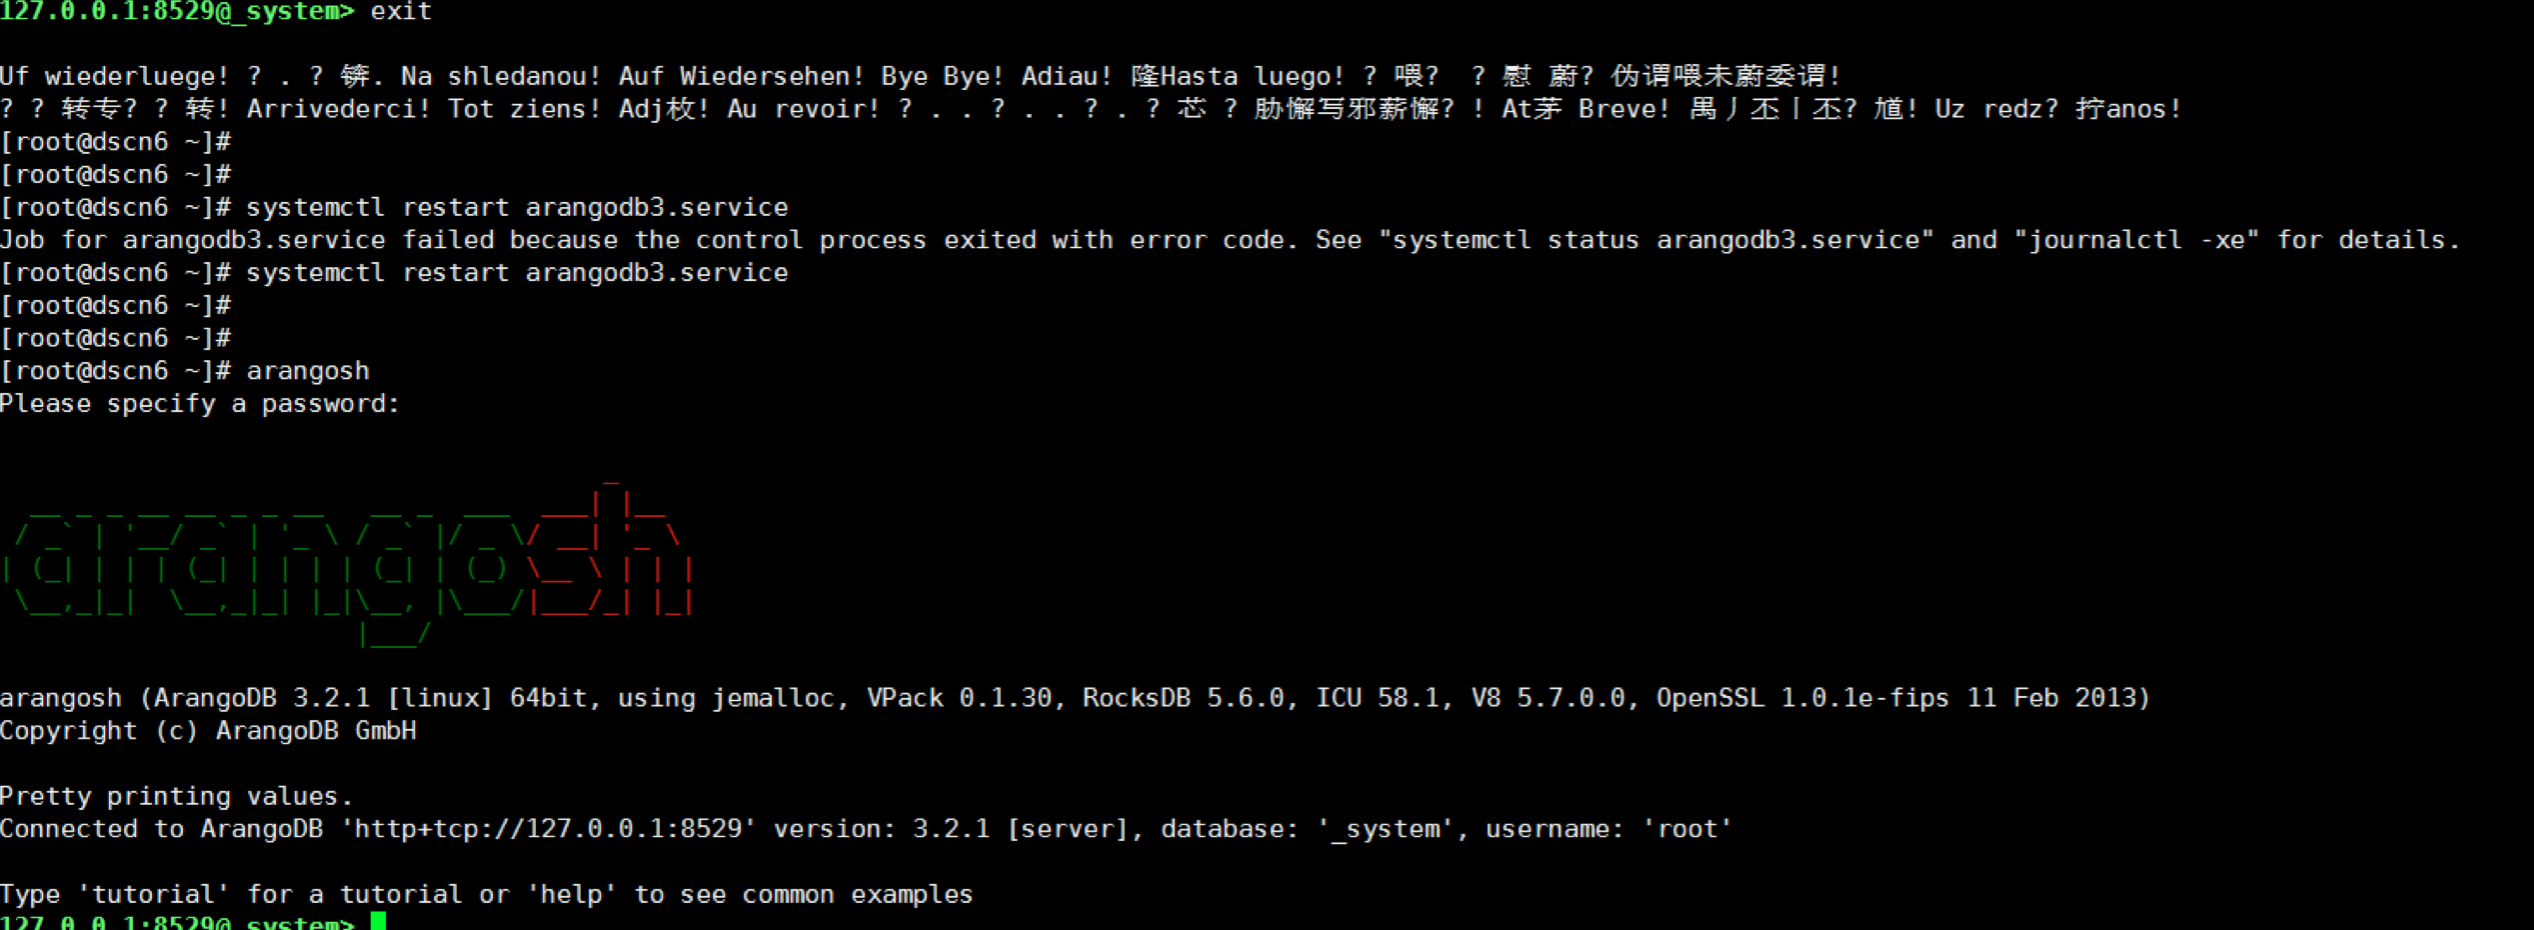 127.0.0.1:8529@_system> exit
Uf wiederluege! ? . ? 锛. Na shledanou! Auf Wiedersehen! Bye Bye! Adiau! 隆Hasta luego! ? 喂?  ? 慰 蔚? 伪谓喂未蔚委谓!
? ? 转专? ? 转! Arrivederci! Tot ziens! Adj枚! Au revoir! ? . . ? . . ? . ? 芯 ? 胁懈写邪薪懈? ! At茅 Breve! 禺丿丕丨丕? 馗! Uz redz? 拧anos!
[root@dscn6 ~]#
[root@dscn6 ~]#
[root@dscn6 ~]# systemctl restart arangodb3.service
Job for arangodb3.service failed because the control process exited with error code. See "systemctl status arangodb3.service" and "journalctl -xe" for details.
[root@dscn6 ~]# systemctl restart arangodb3.service
[root@dscn6 ~]#
[root@dscn6 ~]#
[root@dscn6 ~]# arangosh
Please specify a password:
arangosh
arangosh (ArangoDB 3.2.1 [linux] 64bit, using jemalloc, VPack 0.1.30, RocksDB 5.6.0, ICU 58.1, V8 5.7.0.0, OpenSSL 1.0.1e-fips 11 Feb 2013)
Copyright (c) ArangoDB GmbH
Pretty printing values.
Connected to ArangoDB 'http+tcp://127.0.0.1:8529' version: 3.2.1 [server], database: '_system', username: 'root'
Type 'tutorial' for a tutorial or 'help' to see common examples
127.0.0.1:8529@_system>